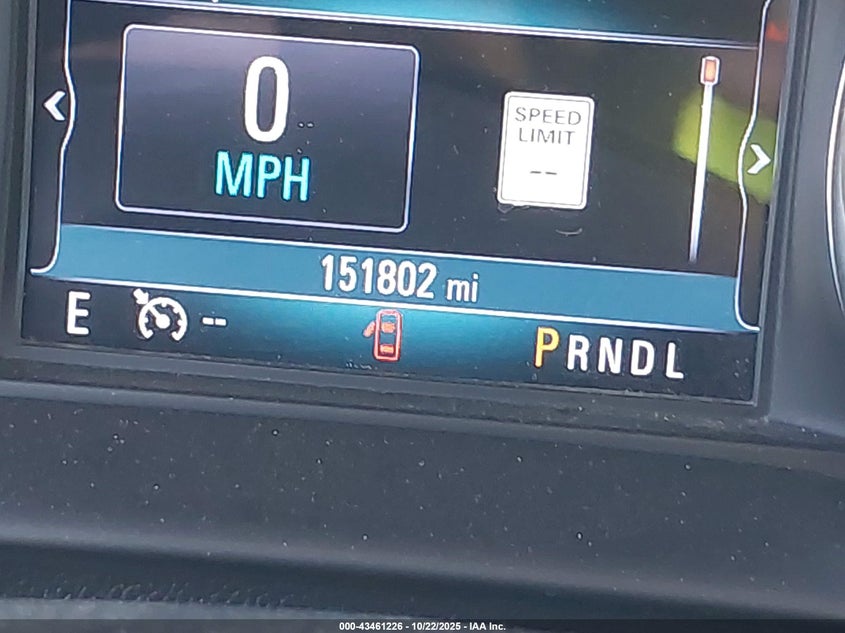 0
MPH
SPEED
LIMIT
--
151802 mi
E
--
PRNDL
000-43461226 - 10/22/2025 - IAA Inc.